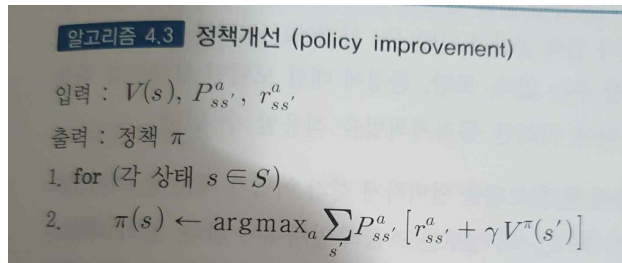 알고리즘 4.3 정책개선 (policy improvement)
입력 : V(s), P^a_{ss'}, r^a_{ss'}
출력 : 정책 π
1. for (각 상태 s ∈ S)
2. π(s) ← argmax_a ∑_{s'} P^a_{ss'} [r^a_{ss'} + γV^π(s')]